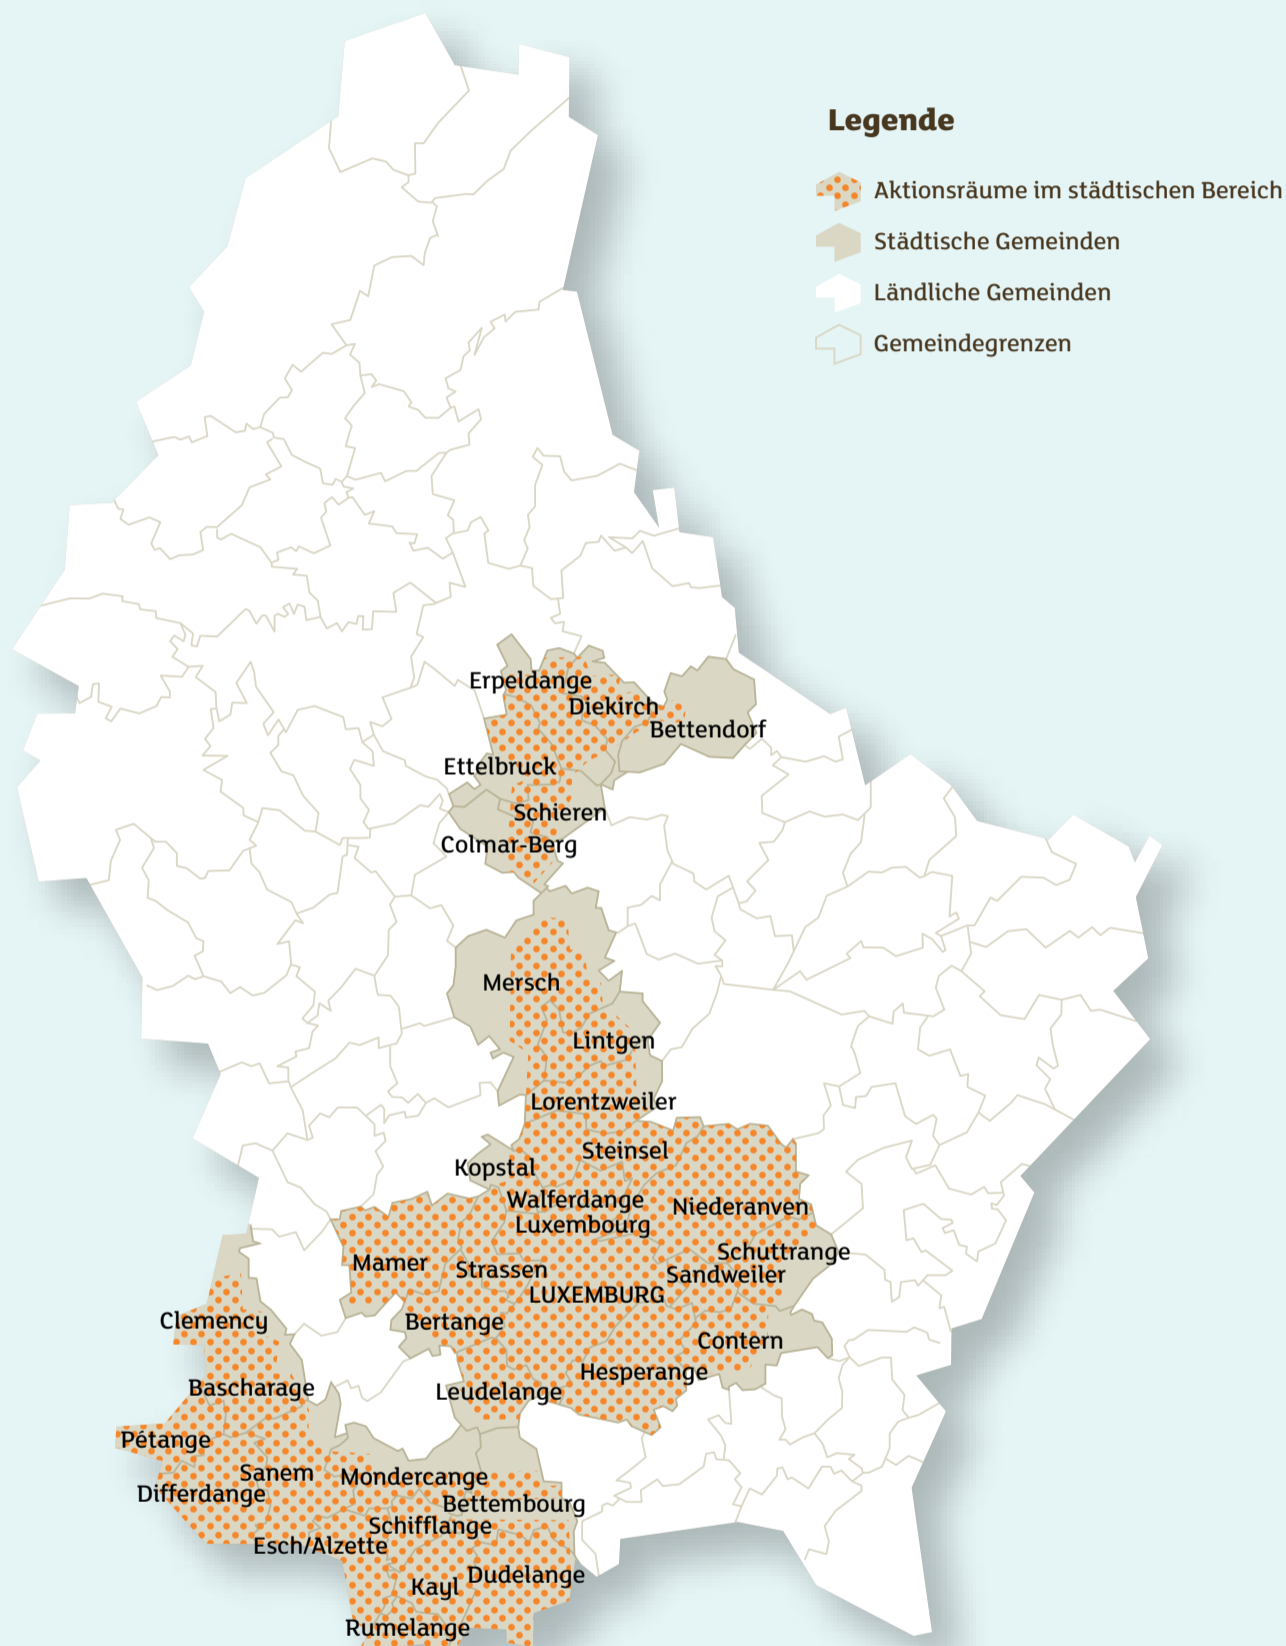 Legende
Aktionsräume im städtischen Bereich
Städtische Gemeinden
Ländliche Gemeinden
Gemeindegrenzen
Erpeldange
Diekirch
Bettendorf
Ettelbruck
Schieren
Colmar-Berg
Mersch
Lintgen
Lorentzweiler
Steinsel
Kopstal
Walferdange
Niederanven
Luxembourg
Schuttrange
Mamer
Strassen
Sandweiler
LUXEMBURG
Clemency
Bertange
Contern
Hesperange
Bascharage
Leudelange
Pétange
Sanem
Mondercange
Differdange
Bettembourg
Schifflange
Esch/Alzette
Dudelange
Kayl
Rumelange